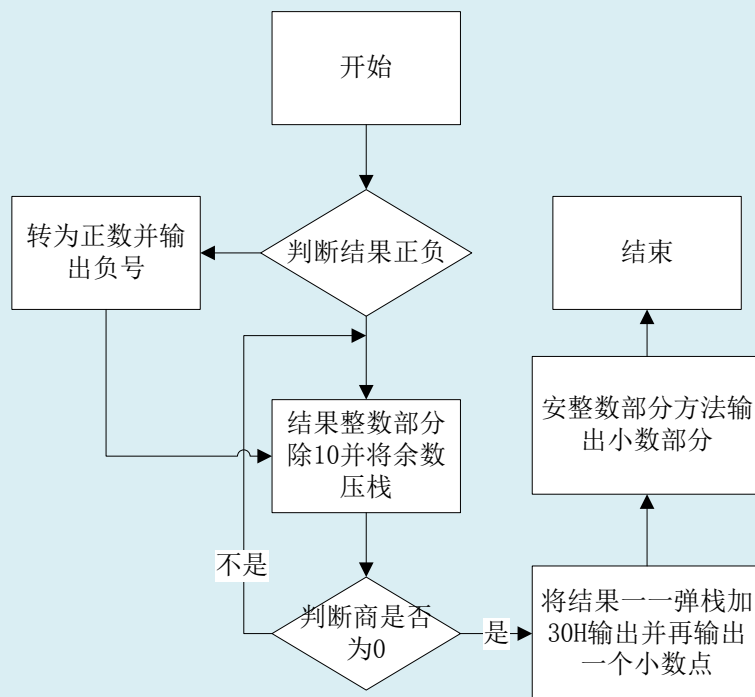 开始
判断结果正负
转为正数并输
出负号
结果整数部分
除10并将余数
压栈
不是
判断商是否
为0
是
将结果一一弹栈加
30H输出并再输出
一个小数点
安整数部分方法输
出小数部分
结束